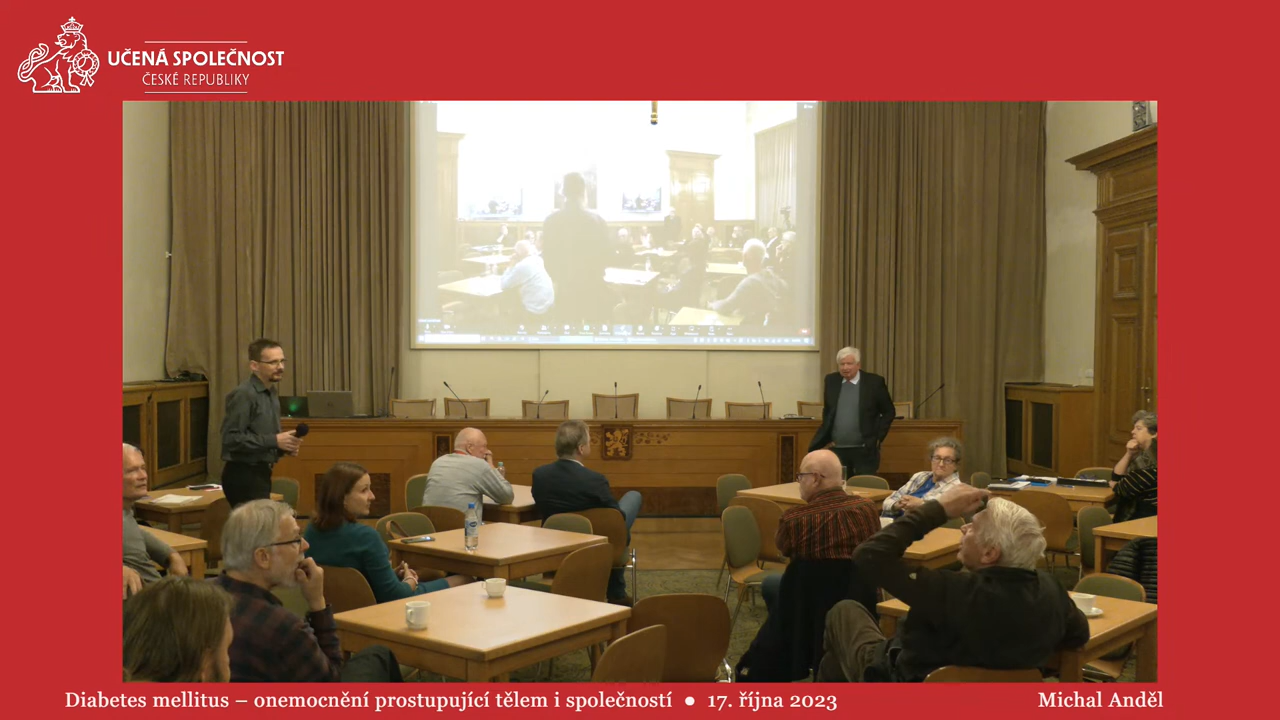 UČENÁ SPOLEČNOST
ČESKÉ REPUBLIKY
Diabetes mellitus – onemocnění prostupující tělem i společností ● 17. října 2023
Michal Anděl